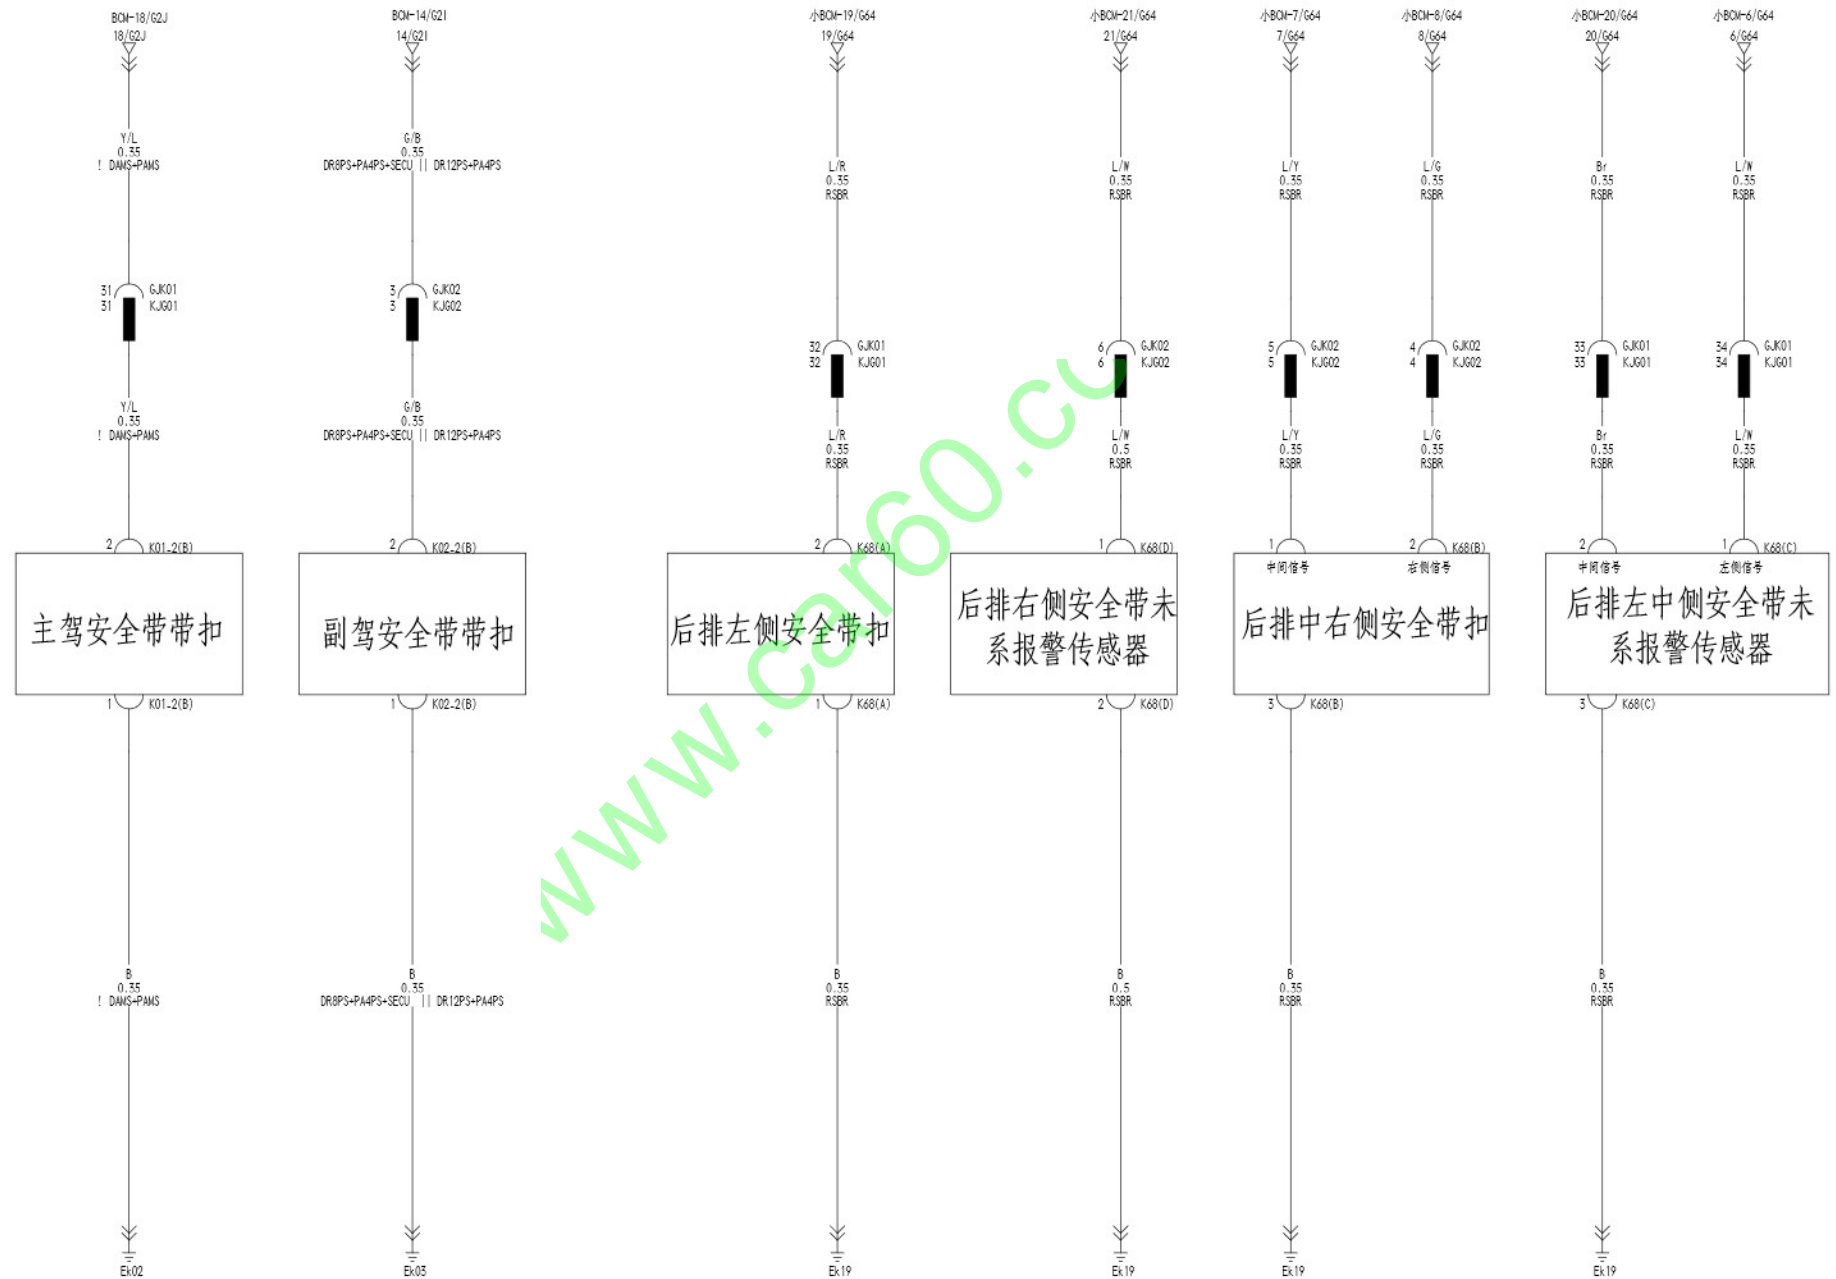 BCM-18/G2J
18/G2J
Y/L
0.35
! DAMS+PAMS
31 GJK01
31 KJG01
Y/L
0.35
! DAMS+PAMS
2 K01-2(B)
主驾安全带带扣
1 K01-2(B)
B
0.35
! DAMS+PAMS
Ek02
BCM-14/G2I
14/G2I
G/B
0.35
DR8PS+PA4PS+SECU || DR12PS+PA4PS
3 GJK02
3 KJG02
G/B
0.35
DR8PS+PA4PS+SECU || DR12PS+PA4PS
2 K02-2(B)
副驾安全带带扣
1 K02-2(B)
B
0.35
DR8PS+PA4PS+SECU || DR12PS+PA4PS
Ek03
小BCM-19/G64
19/G64
L/R
0.35
RSBR
32 GJK01
32 KJG01
L/R
0.35
RSBR
2 K68(A)
后排左侧安全带扣
1 K68(A)
B
0.35
RSBR
Ek19
小BCM-21/G64
21/G64
L/W
0.35
RSBR
6 GJK02
6 KJG02
L/W
0.5
RSBR
1 K68(D)
后排右侧安全带未
系报警传感器
2 K68(D)
B
0.5
RSBR
Ek19
小BCM-7/G64
7/G64
L/Y
0.35
RSBR
5 GJK02
5 KJG02
L/Y
0.35
RSBR
1
中间信号
小BCM-8/G64
8/G64
L/G
0.35
RSBR
4 GJK02
4 KJG02
L/G
0.35
RSBR
2 K68(B)
右侧信号
后排中右侧安全带扣
3 K68(B)
B
0.35
RSBR
Ek19
小BCM-20/G64
20/G64
Br
0.35
RSBR
33 GJK01
33 KJG01
Br
0.35
RSBR
2
中间信号
小BCM-6/G64
6/G64
L/W
0.35
RSBR
34 GJK01
34 KJG01
L/W
0.35
RSBR
1 K68(C)
左侧信号
后排左中侧安全带未
系报警传感器
3 K68(C)
B
0.35
RSBR
Ek19
www.car60.co